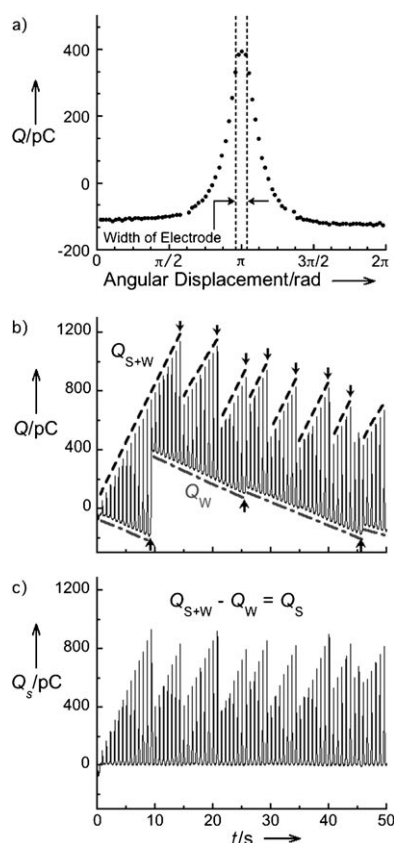 a)
400
200
0
-200
Q/pC
Width of Electrode
0 π/2 π 3π/2 2π
Angular Displacement/rad
b)
1200
800
400
0
Q/pC
Q_S+W
Q_W
c)
Q_S+W - Q_W = Q_S
1200
800
400
0
Q_s/pC
0 10 20 30 40 50
t/s